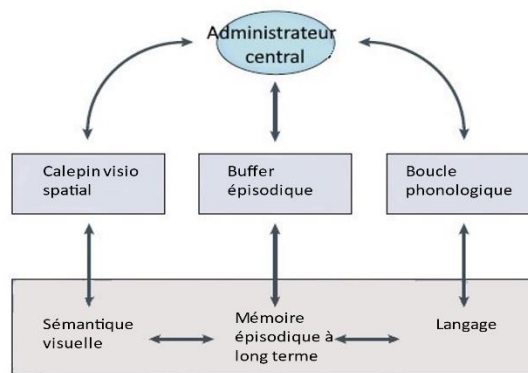 Administrateur
central
Calepin visio
spatial
Buffer
épisodique
Boucle
phonologique
Sémantique
visuelle
Mémoire
épisodique à
long terme
Langage